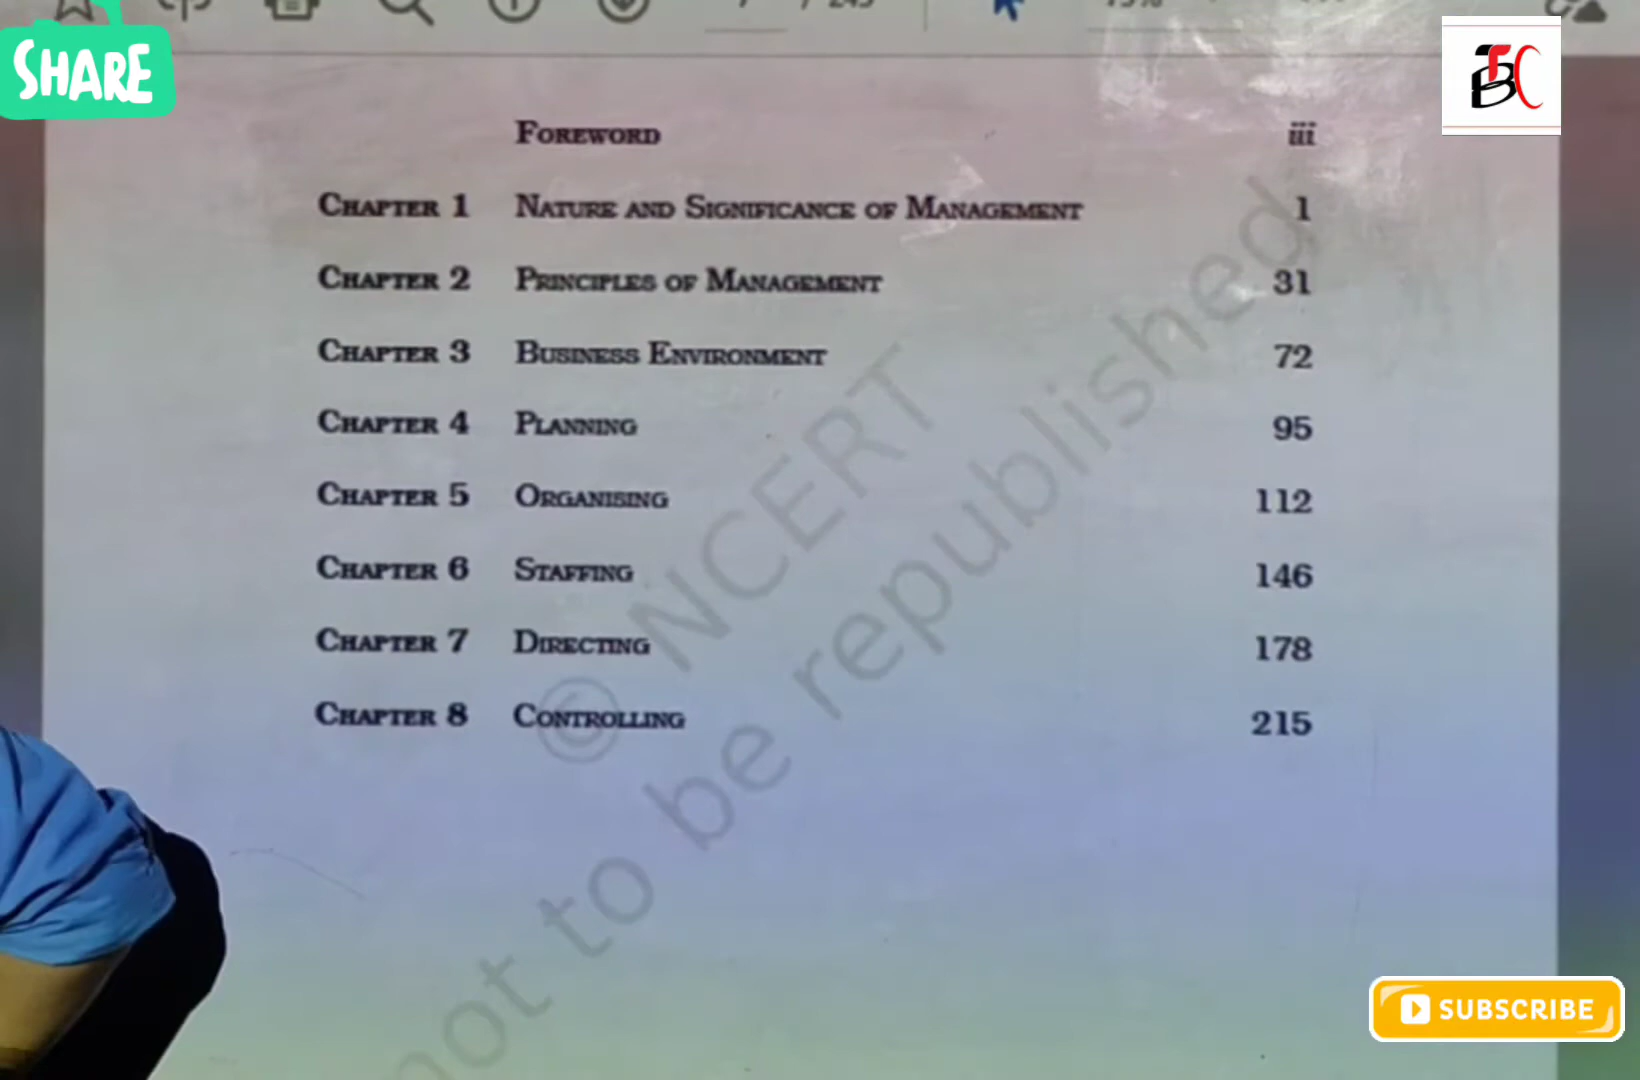 SHARE
TBC
FOREWORD iii
CHAPTER 1 NATURE AND SIGNIFICANCE OF MANAGEMENT 1
CHAPTER 2 PRINCIPLES OF MANAGEMENT 31
CHAPTER 3 BUSINESS ENVIRONMENT 72
CHAPTER 4 PLANNING 95
CHAPTER 5 ORGANISING 112
CHAPTER 6 STAFFING 146
CHAPTER 7 DIRECTING 178
CHAPTER 8 CONTROLLING 215
© NCERT
not to be republished
SUBSCRIBE